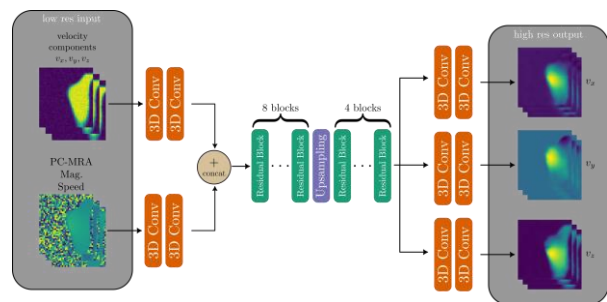 low res input
velocity
components
v_x, v_y, v_z
3D Conv
3D Conv
PC-MRA
Mag.
Speed
3D Conv
3D Conv
+
concat
8 blocks
Residual Block
...
Residual Block
Upsampling
4 blocks
Residual Block
...
Residual Block
3D Conv
3D Conv
3D Conv
3D Conv
3D Conv
3D Conv
high res output
v_x
v_y
v_z